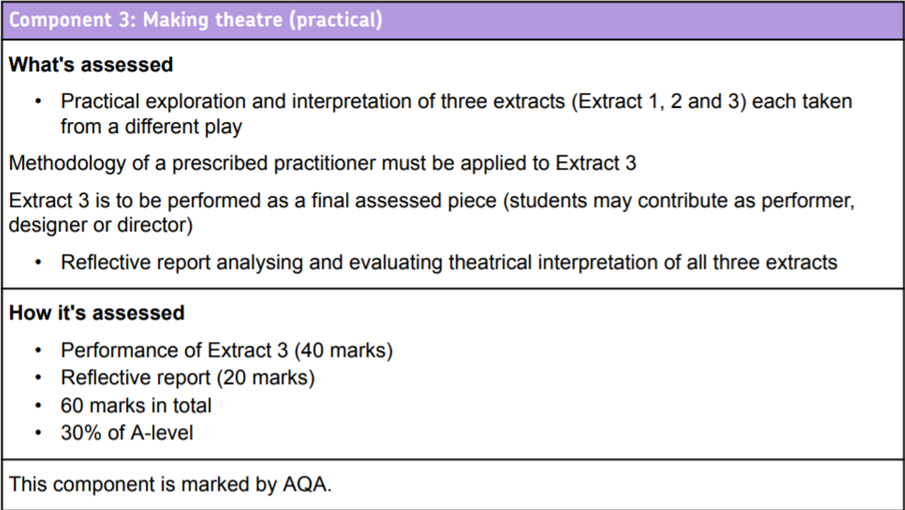 Component 3: Making theatre (practical)
What's assessed
• Practical exploration and interpretation of three extracts (Extract 1, 2 and 3) each taken
from a different play
Methodology of a prescribed practitioner must be applied to Extract 3
Extract 3 is to be performed as a final assessed piece (students may contribute as performer,
designer or director)
• Reflective report analysing and evaluating theatrical interpretation of all three extracts
How it's assessed
• Performance of Extract 3 (40 marks)
• Reflective report (20 marks)
• 60 marks in total
• 30% of A-level
This component is marked by AQA.